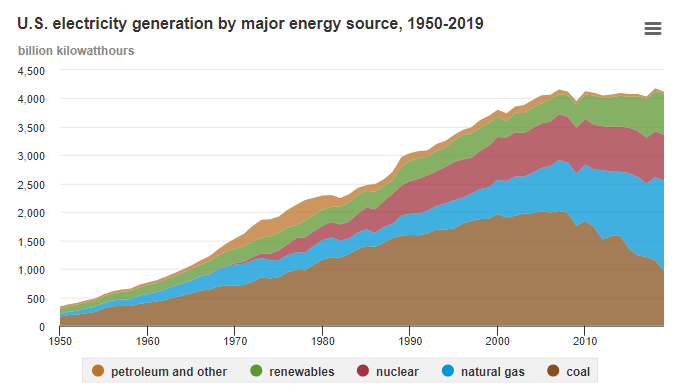 U.S. electricity generation by major energy source, 1950-2019
billion kilowatthours
4,500
4,000
3,500
3,000
2,500
2,000
1,500
1,000
500
0
1950 1960 1970 1980 1990 2000 2010
petroleum and other renewables nuclear natural gas coal